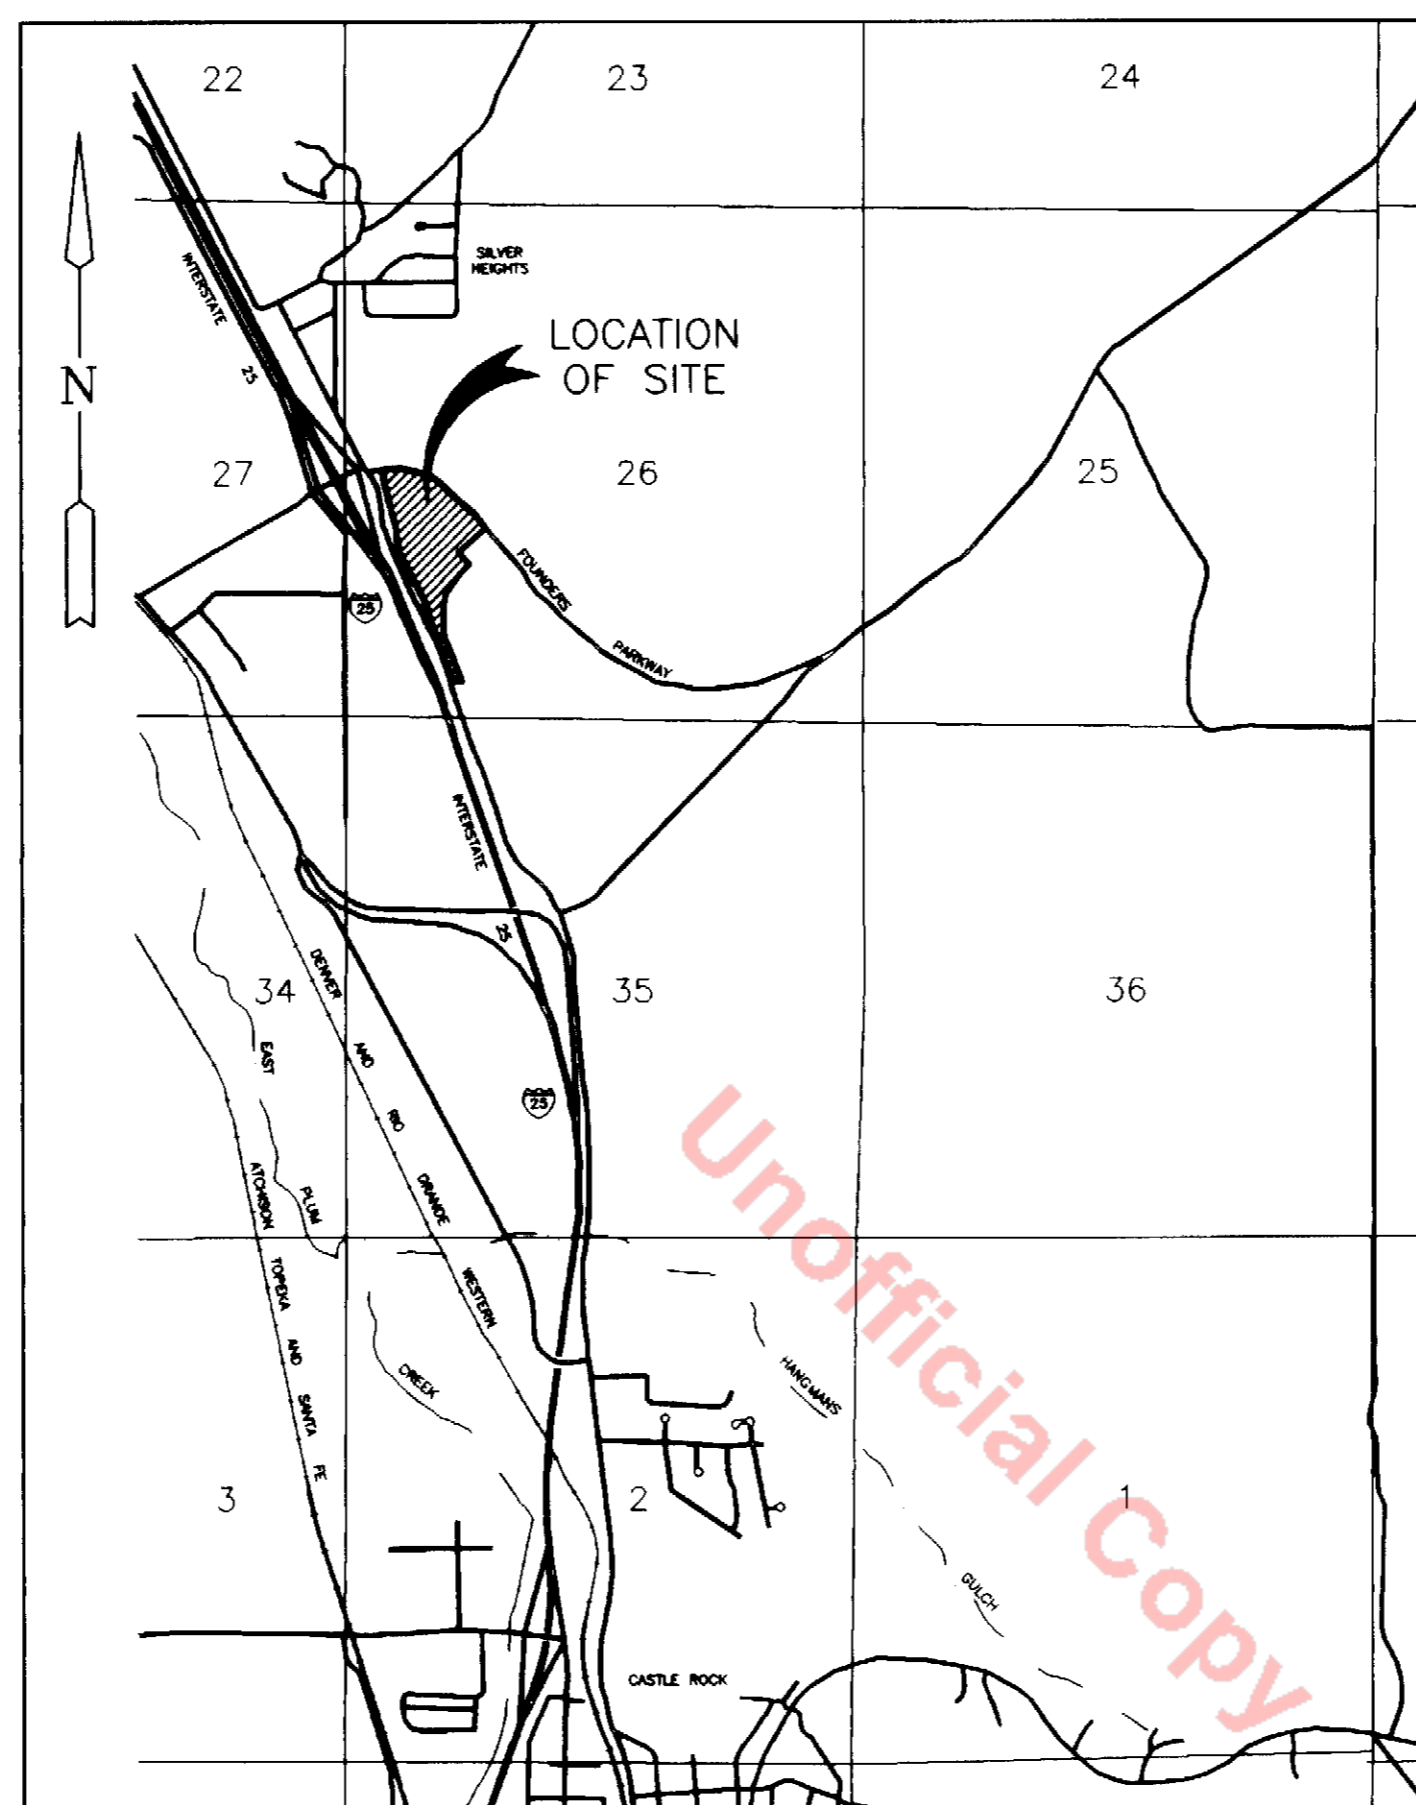 22
23
24
INTERSTATE
25
SILVER
HEIGHTS
LOCATION
OF SITE
N
27
26
25
FOUNDERS
PARKWAY
25
INTERSTATE
25
34
35
36
DENVER
AND
RIO
GRANDE
WESTERN
EAST
PLUM
CREEK
ATCHISON
TOPEKA
AND
SANTA
FE
25
Unofficial Copy
HANGMANS
GULCH
3
2
1
CASTLE ROCK